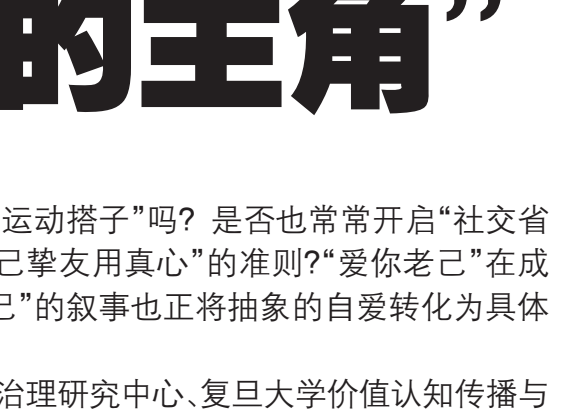 的主角”
运动搭子”吗? 是否也常常开启“社交省
己挚友用真心”的准则?“爱你老己”在成
己”的叙事也正将抽象的自爱转化为具体
治理研究中心、复旦大学价值认知传播与